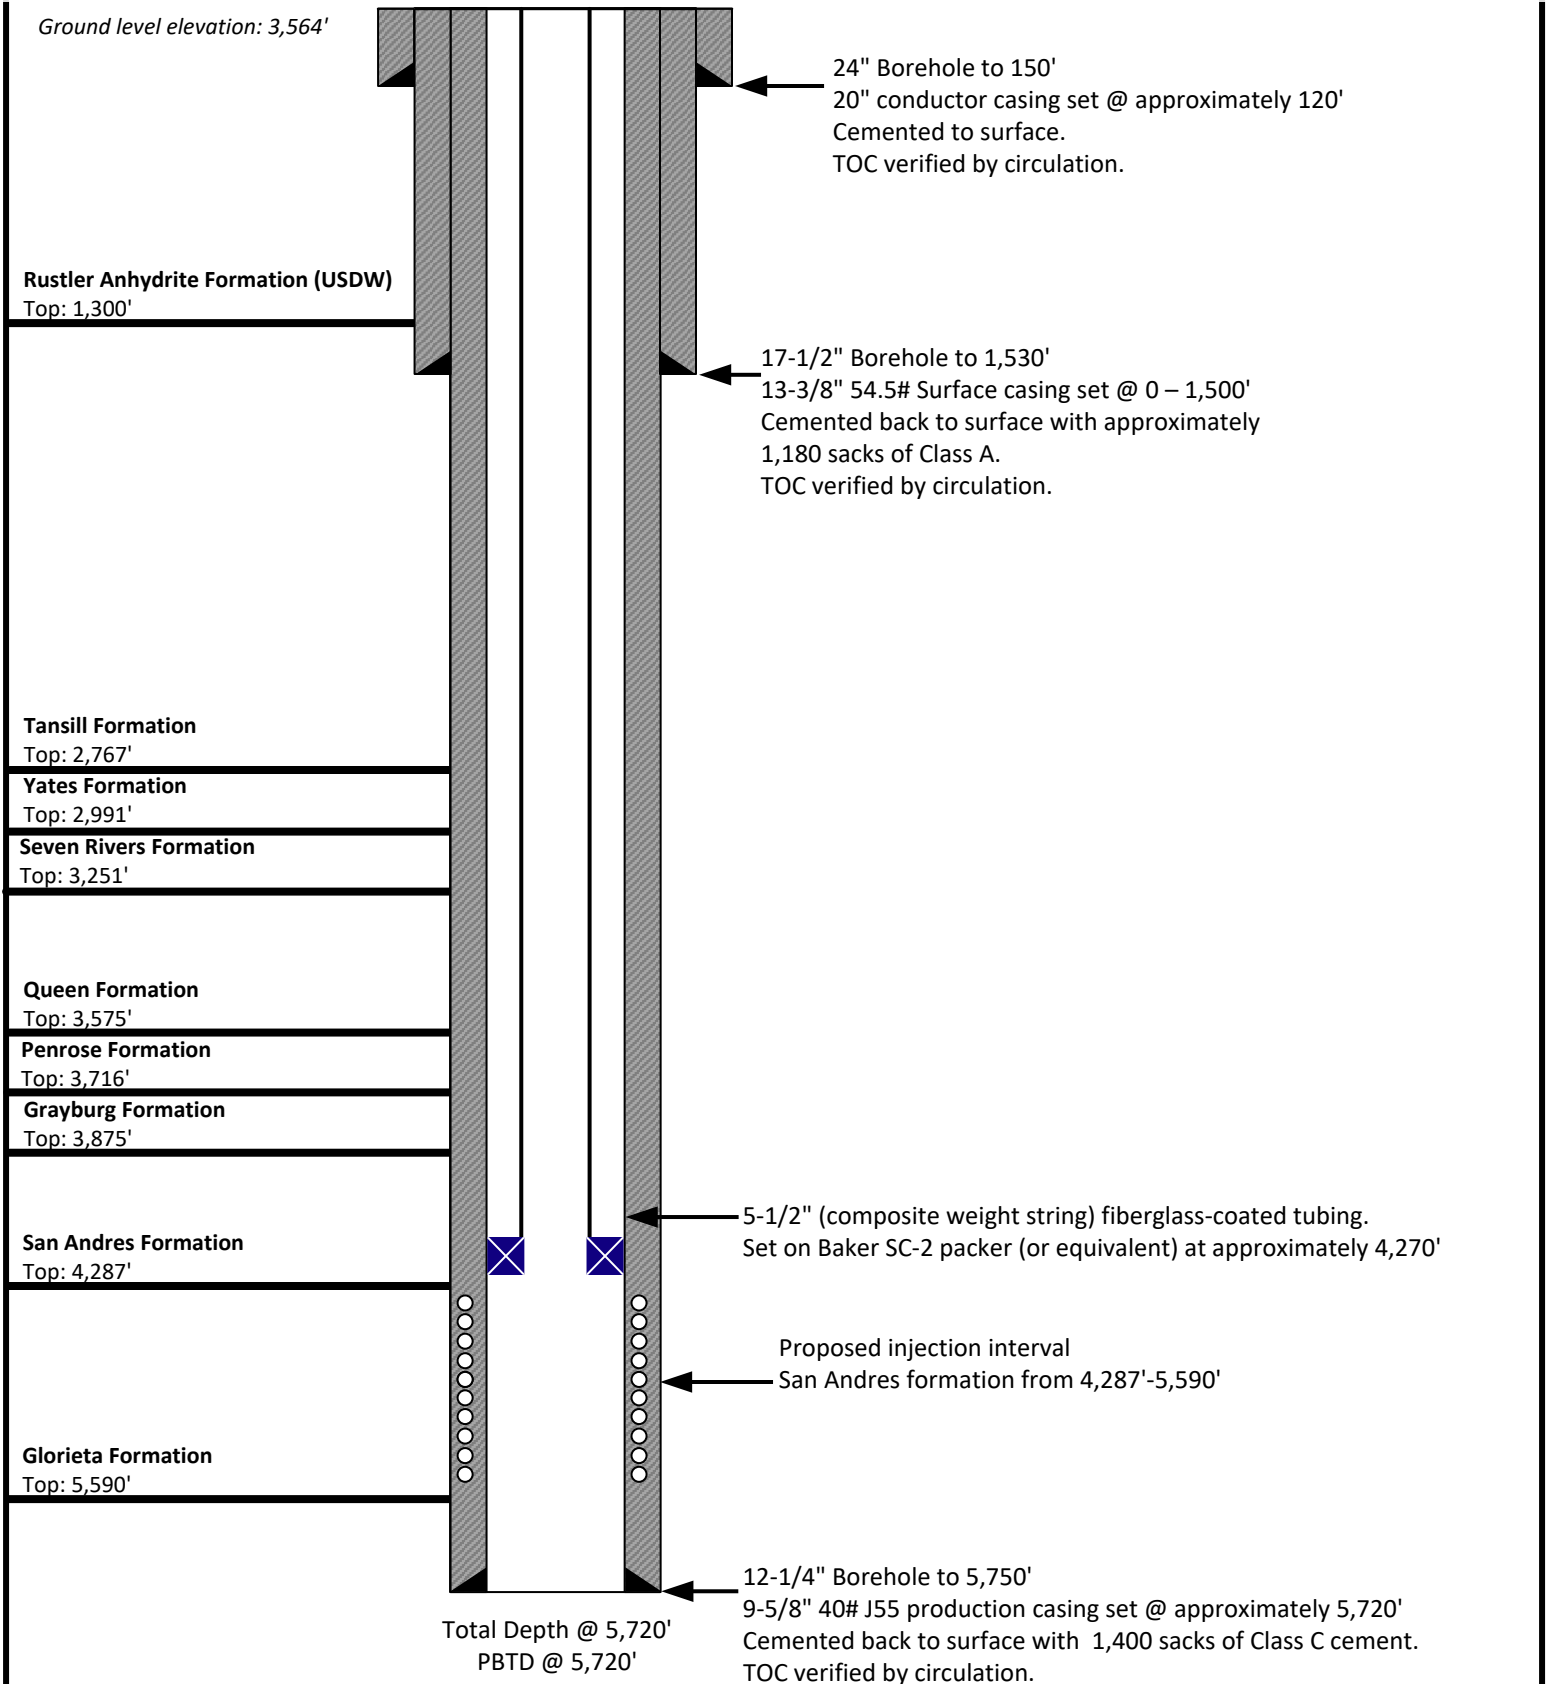 Ground level elevation: 3,564'
24" Borehole to 150'
20" conductor casing set @ approximately 120'
Cemented to surface.
TOC verified by circulation.
Rustler Anhydrite Formation (USDW)
Top: 1,300'
17-1/2" Borehole to 1,530'
13-3/8" 54.5# Surface casing set @ 0 – 1,500'
Cemented back to surface with approximately
1,180 sacks of Class A.
TOC verified by circulation.
Tansill Formation
Top: 2,767'
Yates Formation
Top: 2,991'
Seven Rivers Formation
Top: 3,251'
Queen Formation
Top: 3,575'
Penrose Formation
Top: 3,716'
Grayburg Formation
Top: 3,875'
5-1/2" (composite weight string) fiberglass-coated tubing.
Set on Baker SC-2 packer (or equivalent) at approximately 4,270'
San Andres Formation
Top: 4,287'
Proposed injection interval
San Andres formation from 4,287'-5,590'
Glorieta Formation
Top: 5,590'
12-1/4" Borehole to 5,750'
9-5/8" 40# J55 production casing set @ approximately 5,720'
Cemented back to surface with  1,400 sacks of Class C cement.
TOC verified by circulation.
Total Depth @ 5,720'
PBTD @ 5,720'